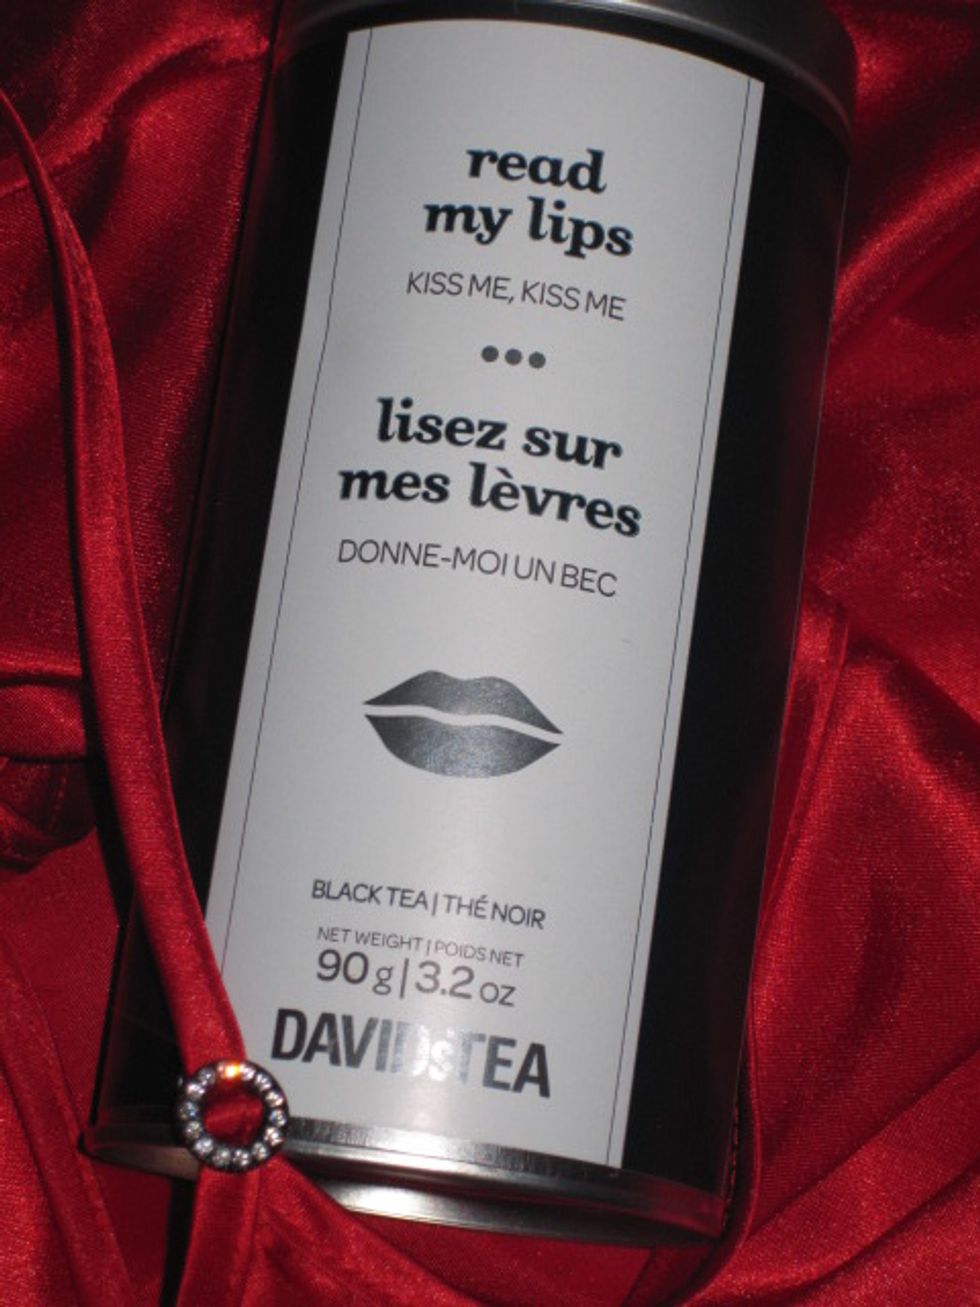 read
my lips
KISS ME, KISS ME
•••
lisez sur
mes lèvres
DONNE-MOI UN BEC
BLACK TEA | THÉ NOIR
NET WEIGHT | POIDS NET
90 g | 3.2 oz
DAVIDsTEA